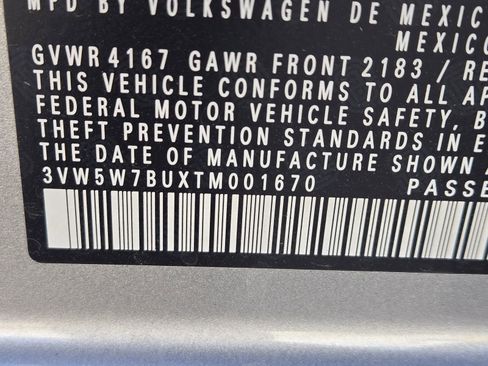 MFD BY VOLKSWAGEN DE MEXICO
MEXICO
GVWR 4167 GAWR FRONT 2183 / RE
THIS VEHICLE CONFORMS TO ALL AP
FEDERAL MOTOR VEHICLE SAFETY, B
THEFT PREVENTION STANDARDS IN E
THE DATE OF MANUFACTURE SHOWN A
3VW5W7BUXTM001670 PASSE